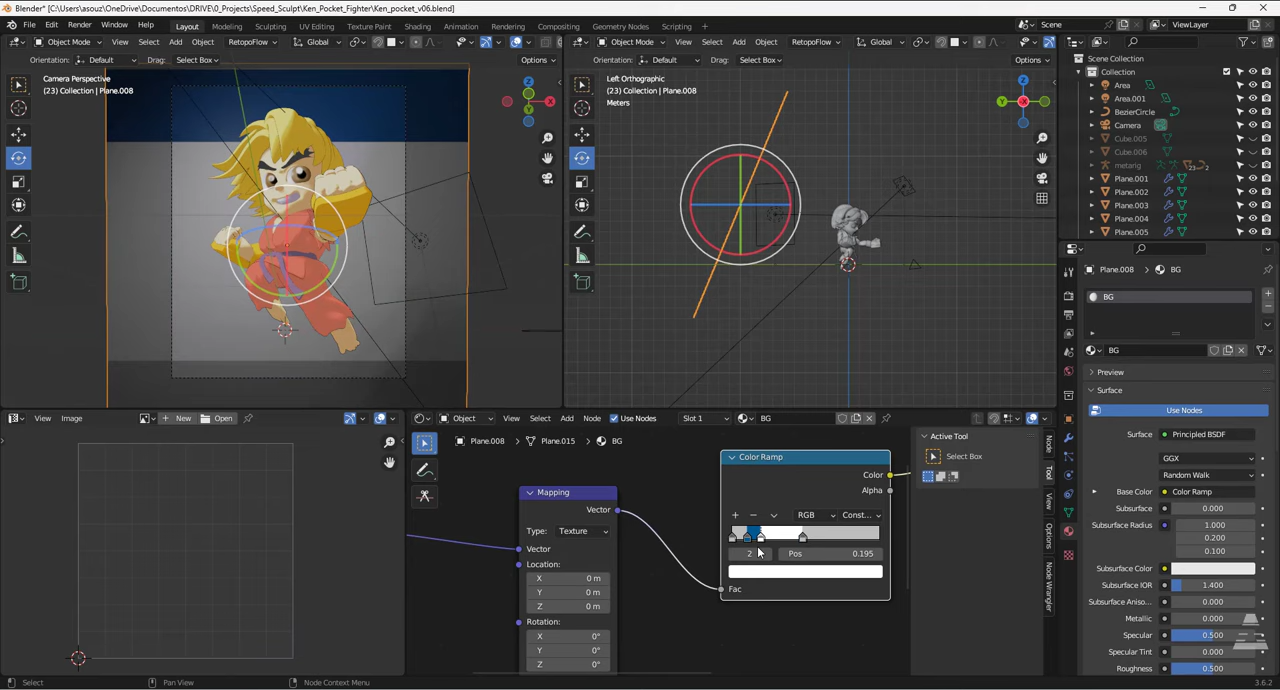 Blender* [C:\Users\asouz\OneDrive\Documentos\DRIVE\0_Projects\Speed_Sculpt\Ken_Pocket_Fighter\Ken_pocket_v06.blend]
File Edit Render Window Help Layout Modeling Sculpting UV Editing Texture Paint Shading Animation Rendering Compositing Geometry Nodes Scripting + Scene ViewLayer
Object Mode View Select Add Object RetopoFlow Global
Orientation: Default Drag: Select Box Options
Camera Perspective
(23) Collection | Plane.008
Object Mode View Select Add Object RetopoFlow Global
Orientation: Default Drag: Select Box Options
Left Orthographic
(23) Collection | Plane.008
Meters
Z
X
Y
Z
Y
X
Scene Collection
Collection
Area
Area.001
BezierCircle
Camera
Cube.005
Cube.006
metarig
Plane.001
Plane.002
Plane.003
Plane.004
Plane.005
Plane.008 BG
BG
BG
Preview
Surface
Use Nodes
Surface Principled BSDF
GGX
Random Walk
Base Color Color Ramp
Subsurface 0.000
Subsurface Radius 1.000
0.200
0.100
Subsurface Color
Subsurface IOR 1.400
Subsurface Aniso... 0.000
Metallic 0.000
Specular 0.500
Specular Tint 0.000
Roughness 0.500
View Image New Open
Object View Select Add Node Use Nodes Slot 1 BG
Plane.008 Plane.015 BG
Mapping
Vector
Type: Texture
Vector
Location:
X 0 m
Y 0 m
Z 0 m
Rotation:
X 0°
Y 0°
Z 0°
Color Ramp
Color
Alpha
RGB Const...
2 Pos 0.195
Fac
Active Tool
Select Box
Node
Tool
View
Options
Node Wrangler
Select Pan View Node Context Menu 3.6.2